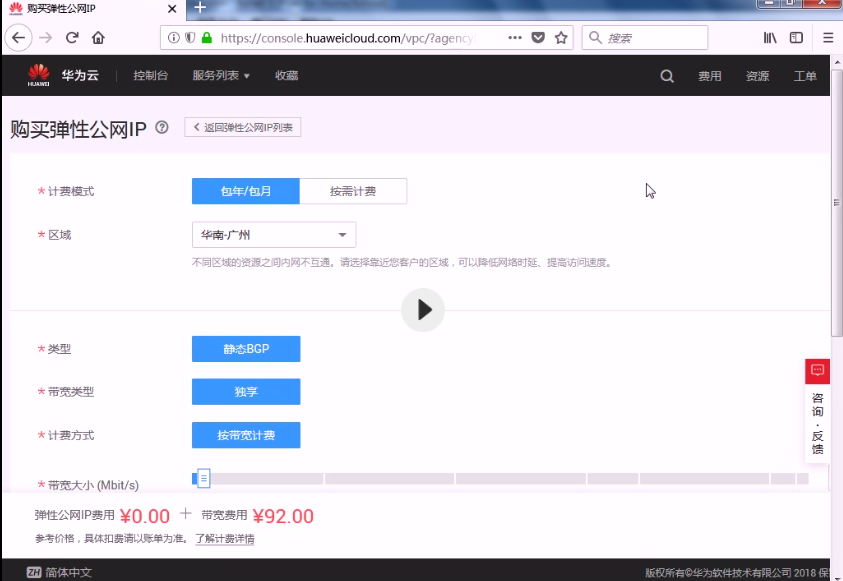 购买弹性公网IP
https://console.huaweicloud.com/vpc/?agency
搜索
HUAWEI
华为云
控制台
服务列表
收藏
费用
资源
工单
购买弹性公网IP
返回弹性公网IP列表
* 计费模式
包年/包月
按需计费
* 区域
华南-广州
不同区域的资源之间内网不互通。请选择靠近您客户的区域，可以降低网络时延、提高访问速度。
* 类型
静态BGP
* 带宽类型
独享
* 计费方式
按带宽计费
* 带宽大小 (Mbit/s)
咨询·反馈
弹性公网IP费用 ¥0.00 + 带宽费用 ¥92.00
参考价格，具体扣费请以账单为准。 了解计费详情
ZH 简体中文
版权所有©华为软件技术有限公司 2018 保